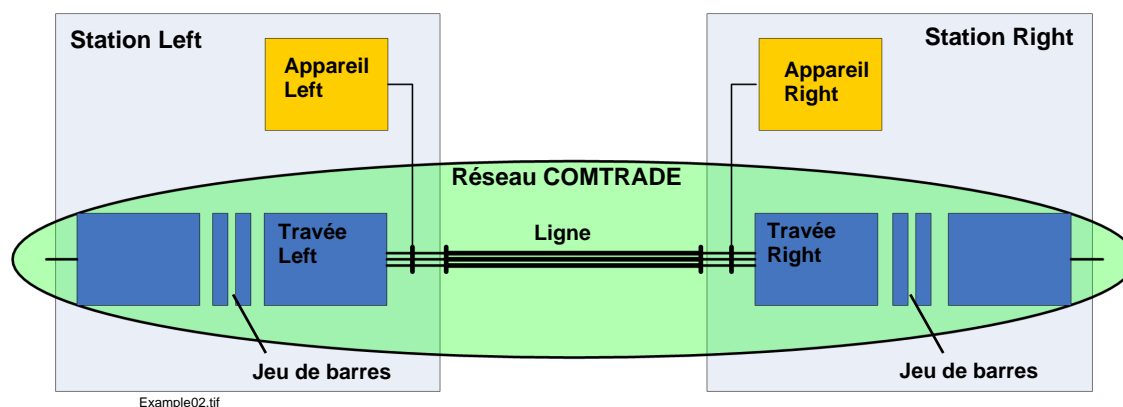 Station Left
Station Right
Appareil
Left
Appareil
Right
Réseau COMTRADE
Travée
Left
Ligne
Travée
Right
Jeu de barres
Jeu de barres
Example02.tif